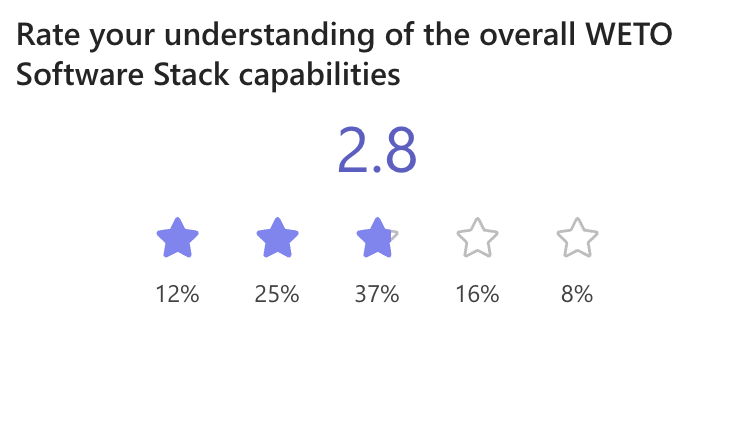 Rate your understanding of the overall WETO
Software Stack capabilities
2.8
12% 25% 37% 16% 8%